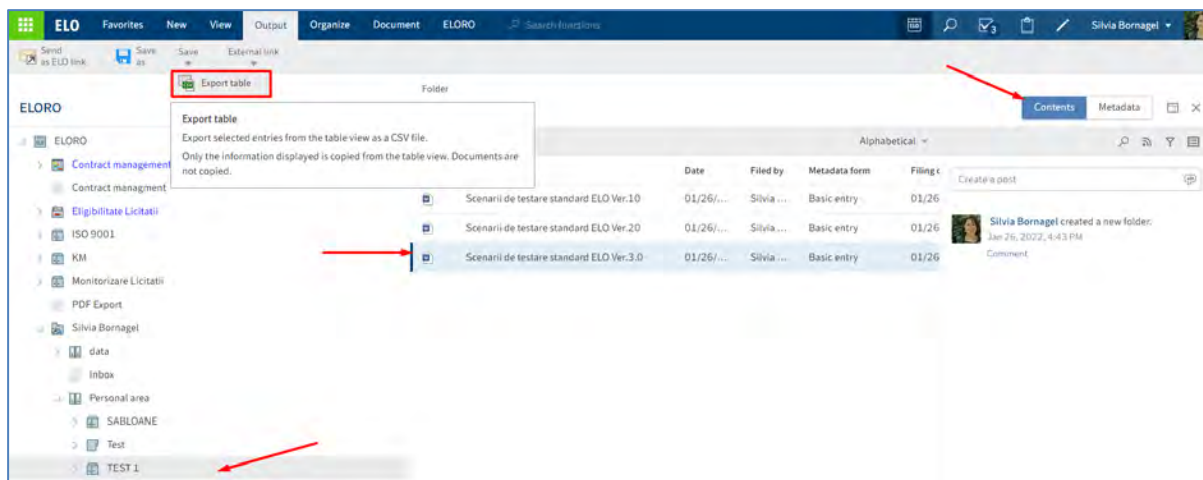 ELO Favorites New View Output Organize Document ELORO Search functions 3 Silvia Bornagel
Send as ELO link
Save as
Save
External link
Export table
Folder
ELORO
Contents Metadata
Export table
Export selected entries from the table view as a CSV file.
Only the information displayed is copied from the table view. Documents are
not copied.
Alphabetical
ELORO
Contract management
Contract managment
Eligibilitate Licitatii
ISO 9001
KM
Monitorizare Licitatii
PDF Export
Silvia Bornagel
data
Inbox
Personal area
SABLOANE
Test
TEST 1
Date Filed by Metadata form Filing c
Scenarii de testare standard ELO Ver.10 01/26/... Silvia ... Basic entry 01/26
Scenarii de testare standard ELO Ver.20 01/26/... Silvia ... Basic entry 01/26
Scenarii de testare standard ELO Ver.3.0 01/26/... Silvia ... Basic entry 01/26
Create a post
Silvia Bornagel created a new folder.
Jan 26, 2022, 4:43 PM
Comment